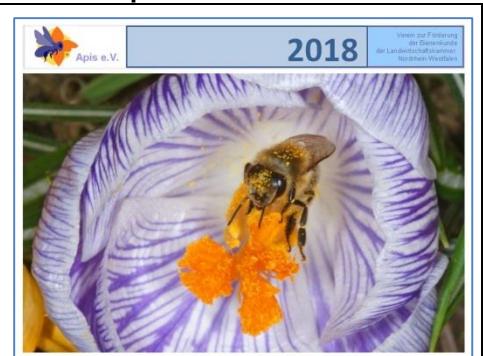 Apis e.V.
2018
Verein zur Förderung
der Bienenkunde
der Landwirtschaftskammer
Nordrhein-Westfalen